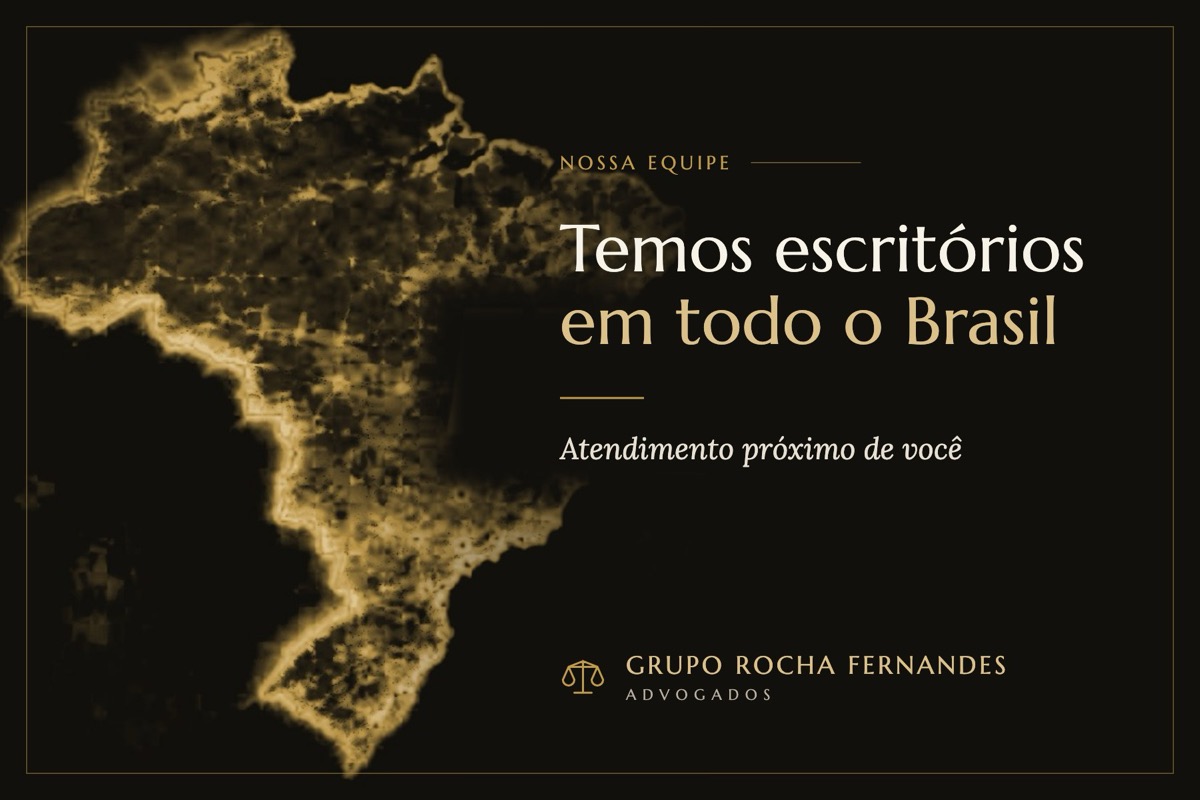 NOSSA EQUIPE
Temos escritórios
em todo o Brasil
Atendimento próximo de você
GRUPO ROCHA FERNANDES
ADVOGADOS